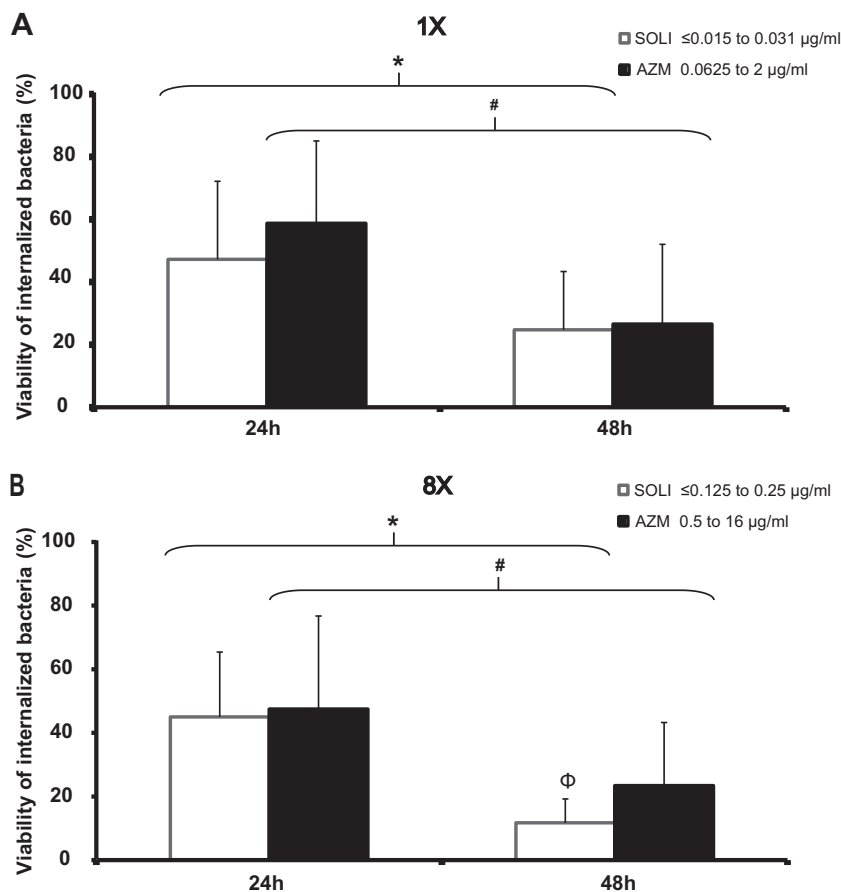 A
1X
SOLI ≤0.015 to 0.031 µg/ml
AZM 0.0625 to 2 µg/ml
Viability of internalized bacteria (%)
100
80
60
40
20
0
*
#
24h
48h
B
8X
SOLI ≤0.125 to 0.25 µg/ml
AZM 0.5 to 16 µg/ml
Viability of internalized bacteria (%)
100
80
60
40
20
0
*
#
Φ
24h
48h